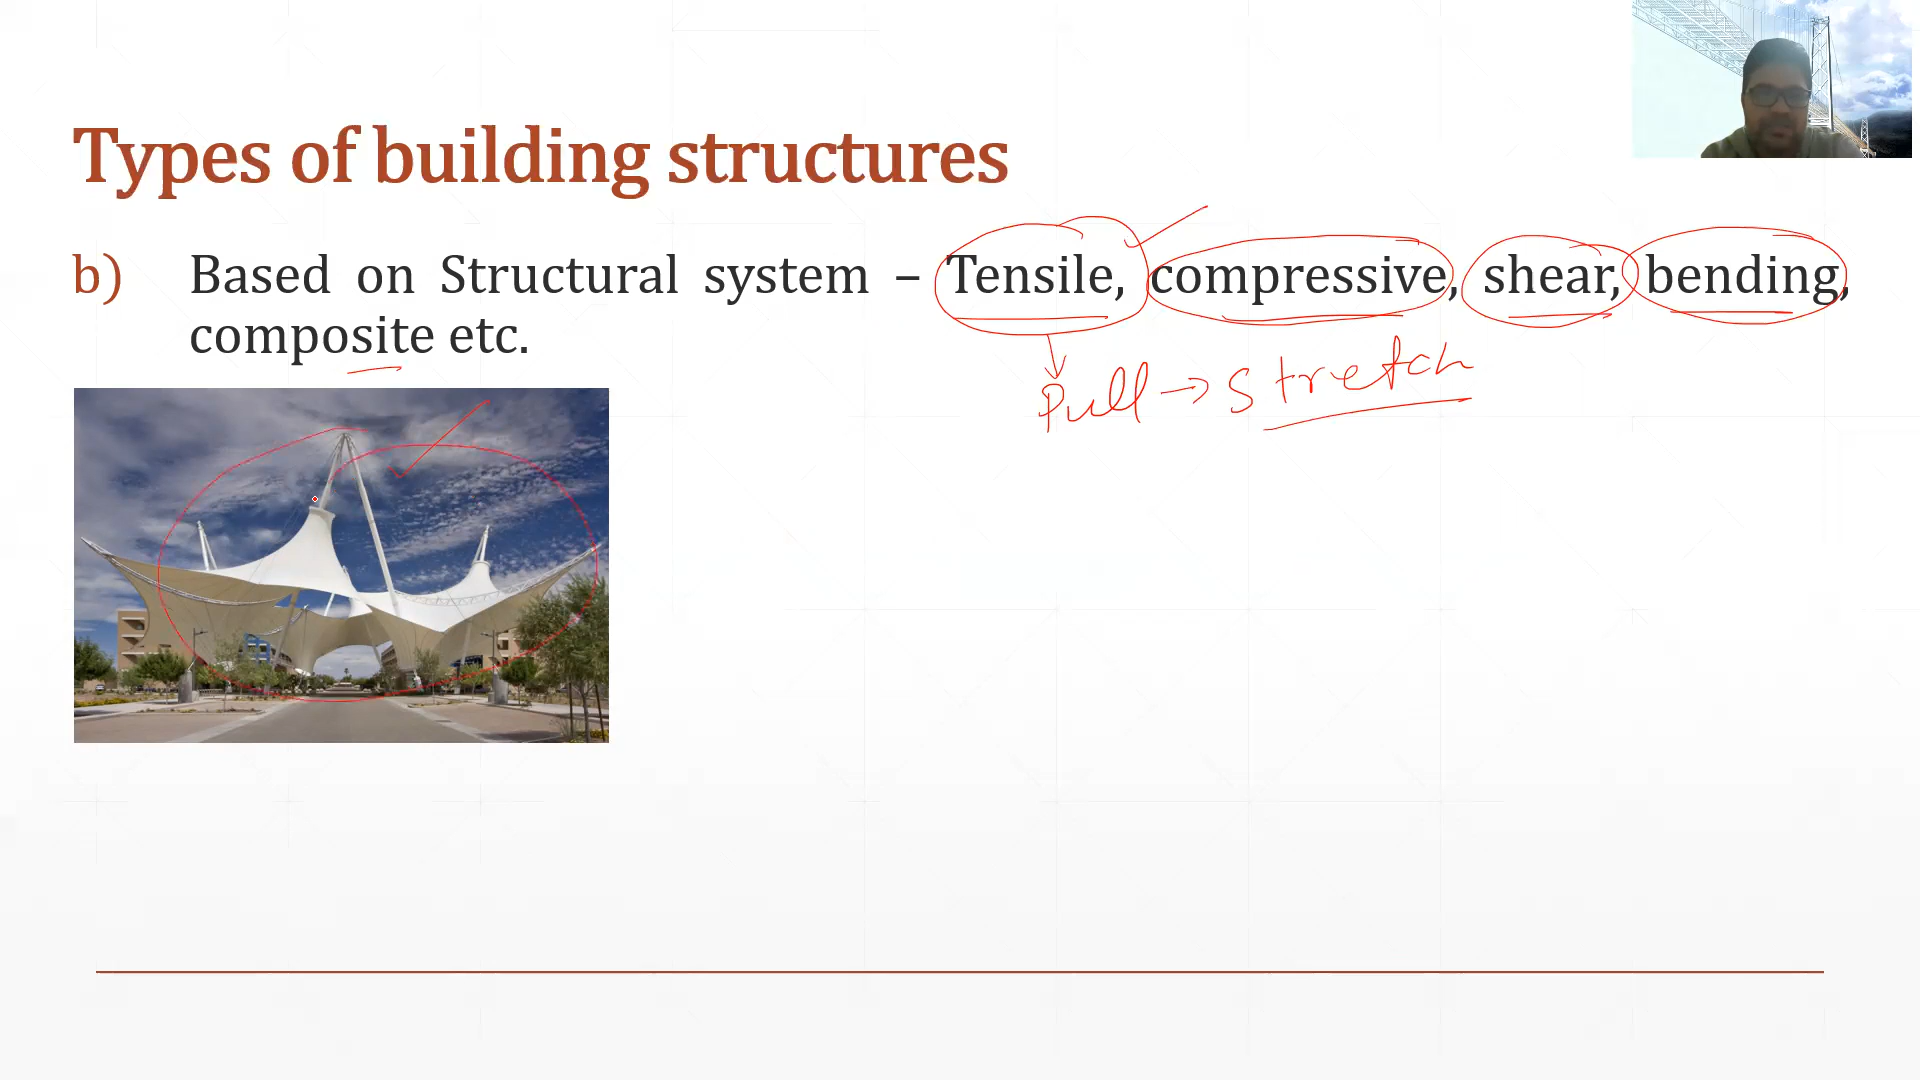 Types of building structures
b) Based on Structural system – Tensile, compressive, shear, bending,
composite etc.
Pull → Stretch